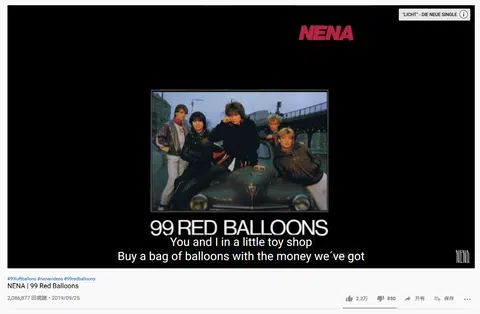 NENA
"LICHT" - DIE NEUE SINGLE
99 RED BALLOONS
You and I in a little toy shop
Buy a bag of balloons with the money we´ve got
NENA
#99luftballons #nenavideos #99redballoons
NENA | 99 Red Balloons
2,086,877 回視聴・2019/09/25
2.2万 850 共有 保存